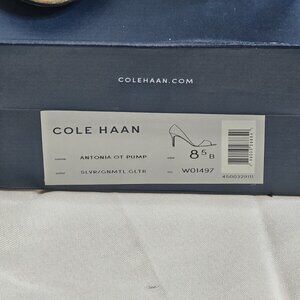 COLEHAAN.COM
COLE HAAN
ANTONIA OT PUMP 8 5 B
SLVR/GNMTL GLTR W01497